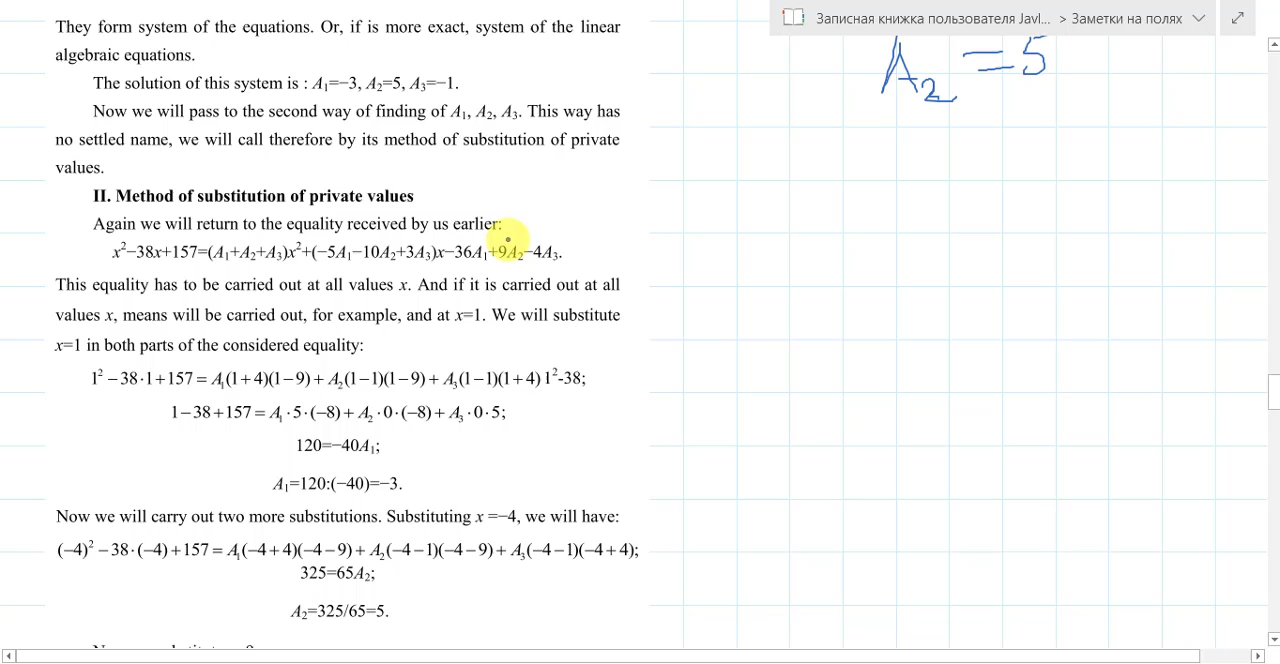 They form system of the equations. Or, if is more exact, system of the linear
algebraic equations.
The solution of this system is : A₁=−3, A₂=5, A₃=−1.
Now we will pass to the second way of finding of A₁, A₂, A₃. This way has
no settled name, we will call therefore by its method of substitution of private
values.
II. Method of substitution of private values
Again we will return to the equality received by us earlier:
x²−38x+157=(A₁+A₂+A₃)x²+(−5A₁−10A₂+3A₃)x−36A₁+9A₂−4A₃.
This equality has to be carried out at all values x. And if it is carried out at all
values x, means will be carried out, for example, and at x=1. We will substitute
x=1 in both parts of the considered equality:
1² − 38·1 + 157 = A₁(1+4)(1−9) + A₂(1−1)(1−9) + A₃(1−1)(1+4) 1²-38;
1 − 38 + 157 = A₁ · 5 · (−8) + A₂ · 0 · (−8) + A₃ · 0 · 5;
120=−40A₁;
A₁=120:(−40)=−3.
Now we will carry out two more substitutions. Substituting x =−4, we will have:
(−4)² − 38·(−4) + 157 = A₁(−4+4)(−4−9) + A₂(−4−1)(−4−9) + A₃(−4−1)(−4+4);
325=65A₂;
A₂=325/65=5.
Записная книжка пользователя Javl... > Заметки на полях
A₂ = 5